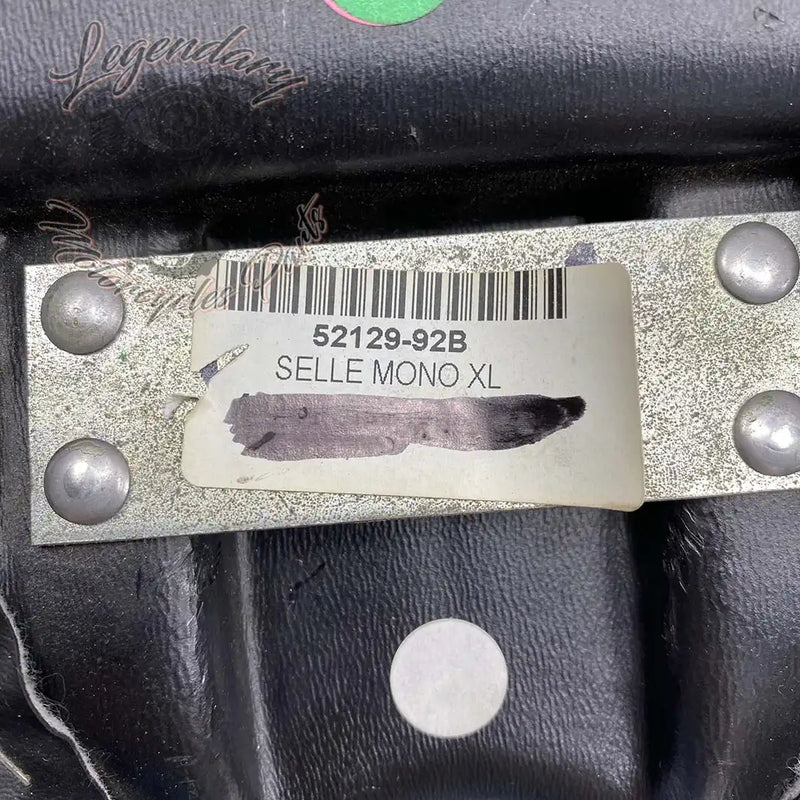 Legendary
Motorcycles Parts
52129-92B
SELLE MONO XL